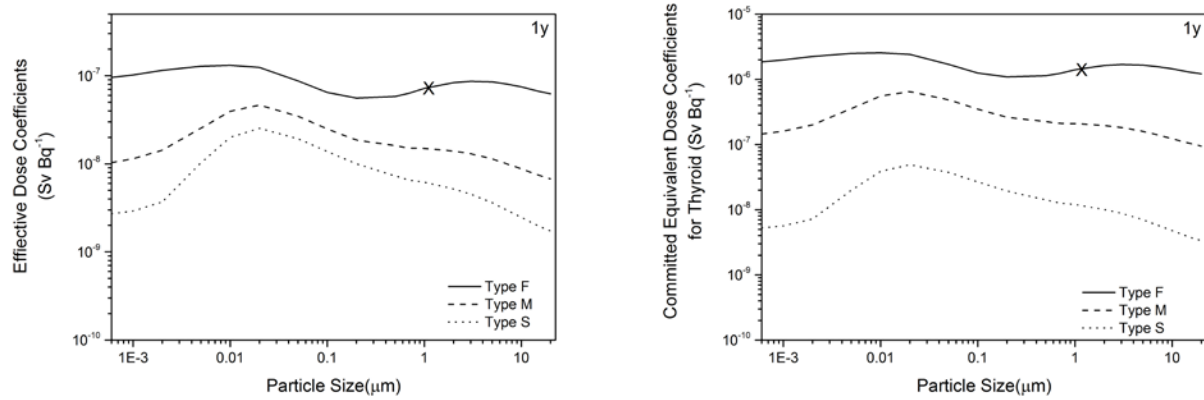 1y
10⁻⁷
10⁻⁸
10⁻⁹
10⁻¹⁰
Effiective Dose Coefficients
(Sv Bq⁻¹)
Type F
Type M
Type S
1E-3 0.01 0.1 1 10
Particle Size(μm)
1y
10⁻⁵
10⁻⁶
10⁻⁷
10⁻⁸
10⁻⁹
10⁻¹⁰
Committed Equivalent Dose Coefficients
for Thyroid (Sv Bq⁻¹)
Type F
Type M
Type S
1E-3 0.01 0.1 1 10
Particle Size(μm)